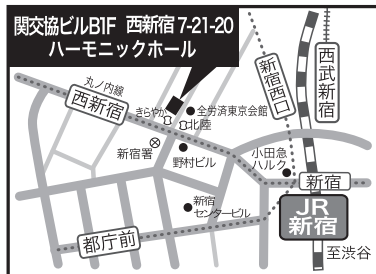 関交協ビルB1F 西新宿7-21-20
ハーモニックホール
丸ノ内線
西新宿
きらやか
全労済東京会館
北陸
新宿署
野村ビル
新宿
センタービル
都庁前
新宿西口
西武新宿
小田急
ハルク
新宿
JR
新宿
至渋谷